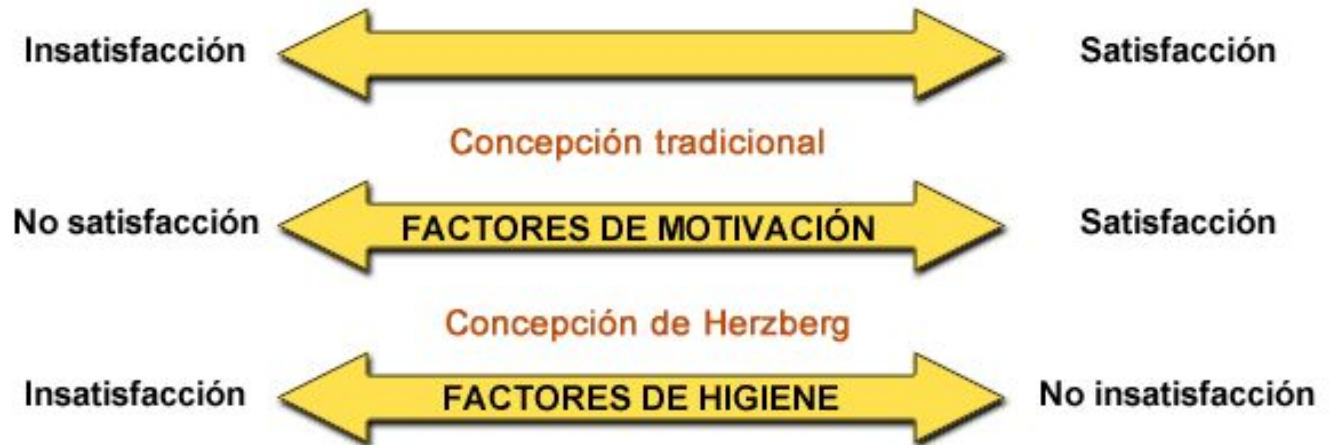 Insatisfacción Satisfacción
Concepción tradicional
No satisfacción FACTORES DE MOTIVACIÓN Satisfacción
Concepción de Herzberg
Insatisfacción FACTORES DE HIGIENE No insatisfacción